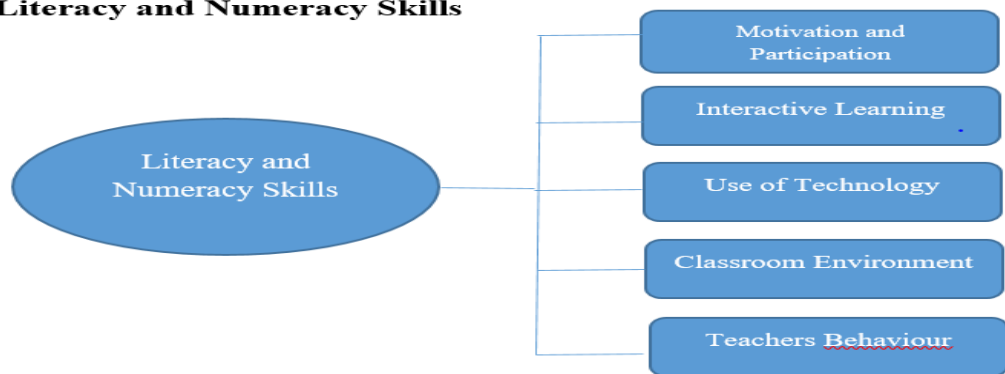 Literacy and Numeracy Skills
Motivation and
Participation
Interactive Learning
Literacy and
Numeracy Skills
Use of Technology
Classroom Environment
Teachers Behaviour